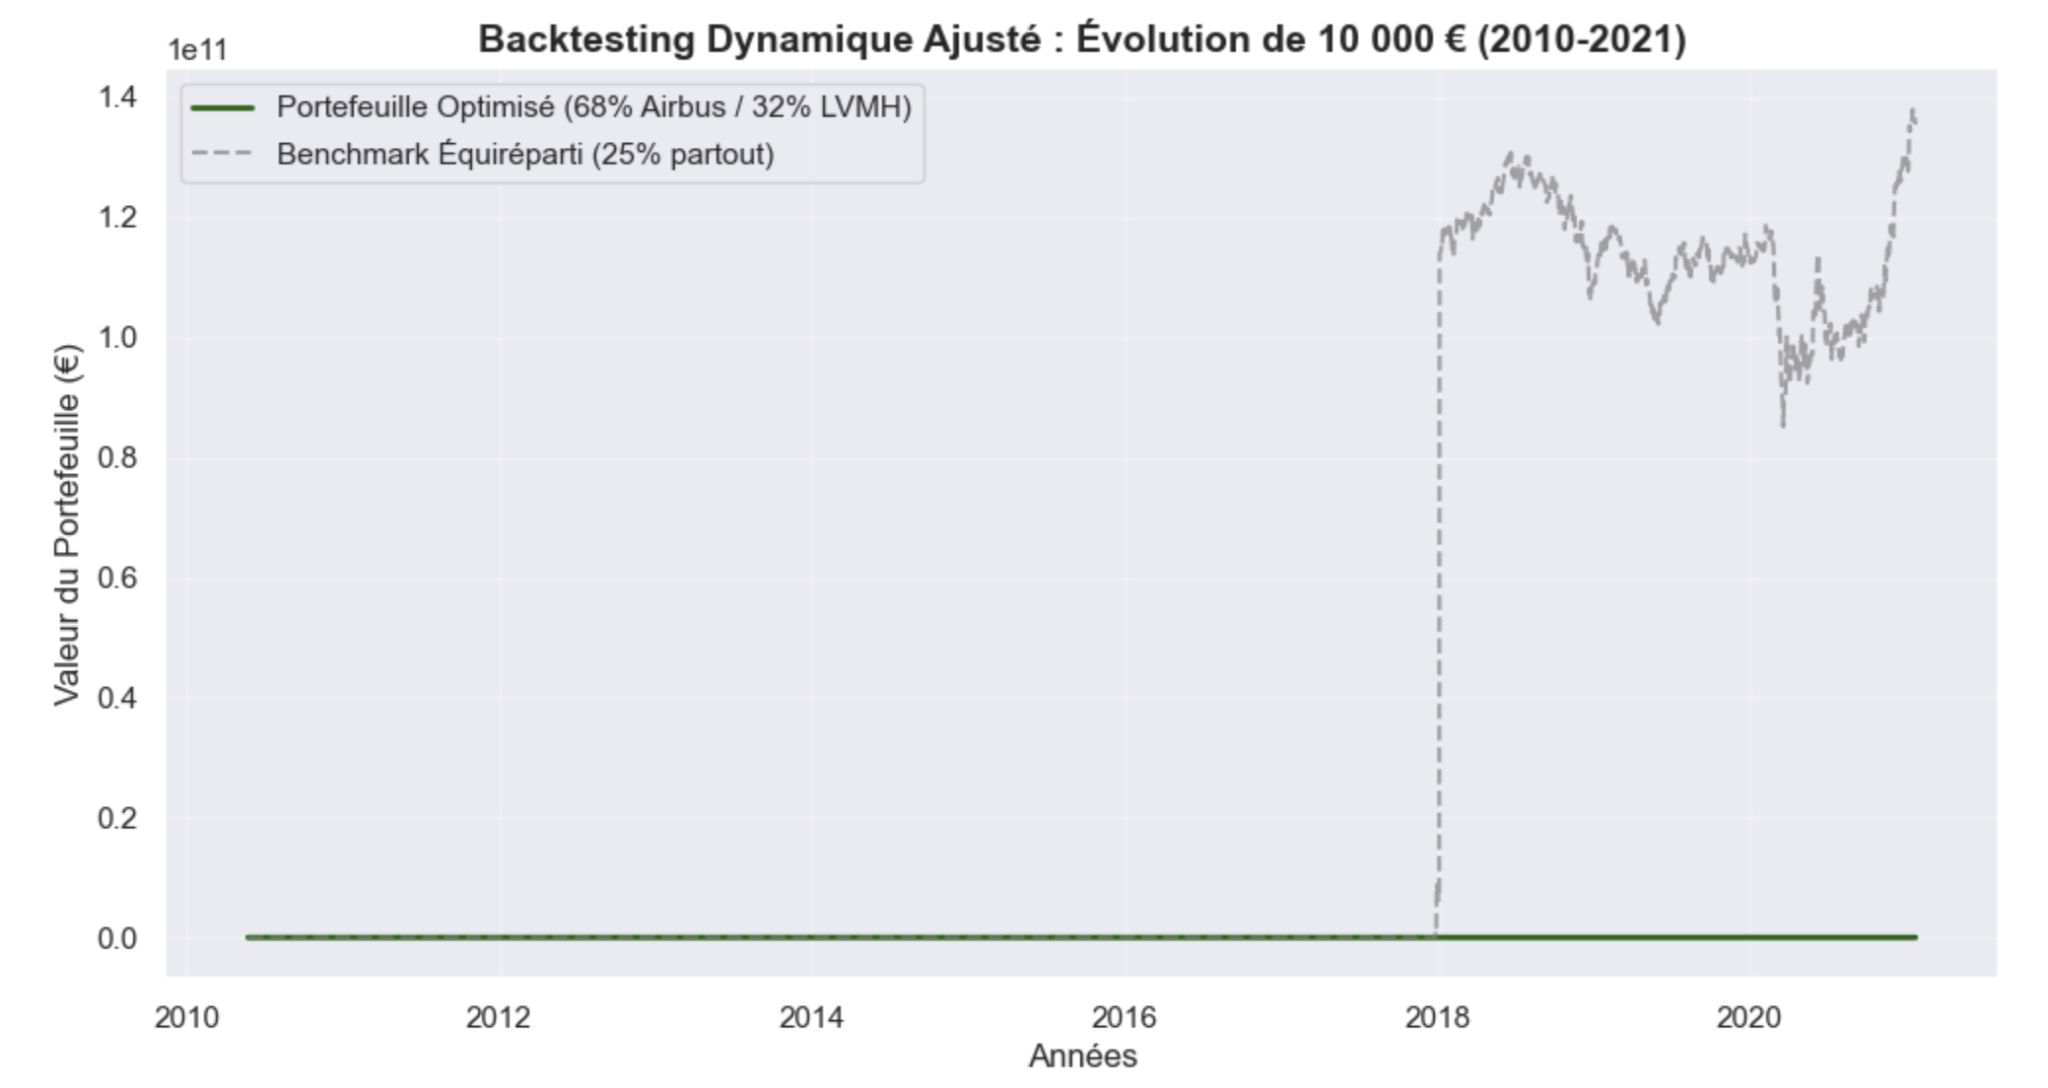 Backtesting Dynamique Ajusté : Évolution de 10 000 € (2010-2021)
1e11
Portefeuille Optimisé (68% Airbus / 32% LVMH)
Benchmark Équiréparti (25% partout)
Valeur du Portefeuille (€)
1.4
1.2
1.0
0.8
0.6
0.4
0.2
0.0
2010 2012 2014 2016 2018 2020
Années